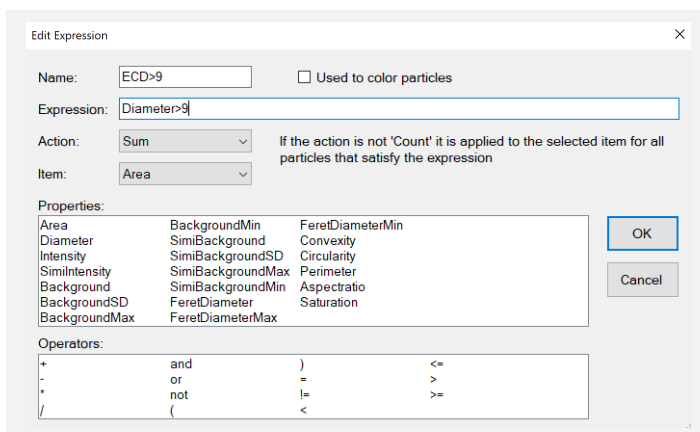 Edit Expression
Name: ECD>9 Used to color particles
Expression: Diameter>9
Action: Sum If the action is not 'Count' it is applied to the selected item for all
particles that satisfy the expression
Item: Area
Properties:
Area BackgroundMin FeretDiameterMin
Diameter SimiBackground Convexity
Intensity SimiBackgroundSD Circularity
SimiIntensity SimiBackgroundMax Perimeter
Background SimiBackgroundMin Aspectratio
BackgroundSD FeretDiameter Saturation
BackgroundMax FeretDiameterMax
OK
Cancel
Operators:
+ and ) <=
- or = >
* not != >=
/ ( <